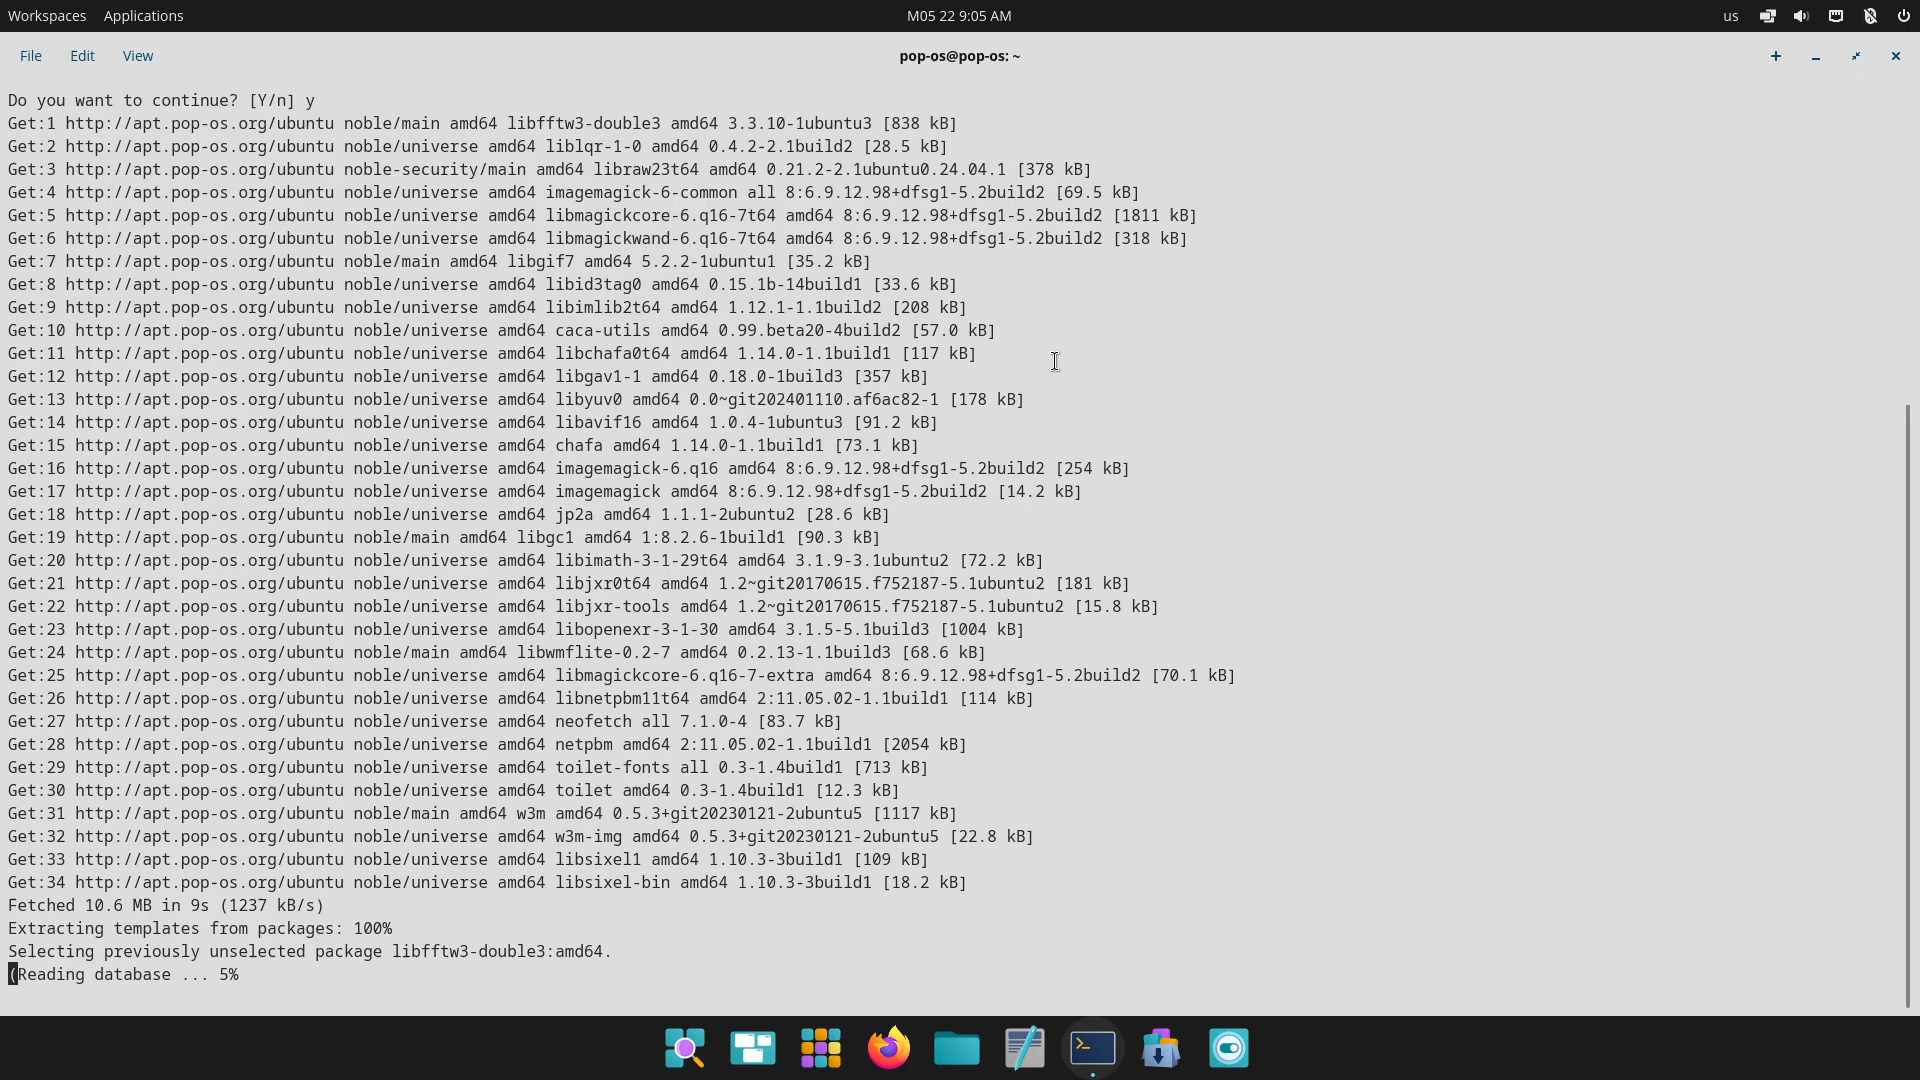 Workspaces Applications M05 22 9:05 AM us
File Edit View pop-os@pop-os: ~
Do you want to continue? [Y/n] y
Get:1 http://apt.pop-os.org/ubuntu noble/main amd64 libfftw3-double3 amd64 3.3.10-1ubuntu3 [838 kB]
Get:2 http://apt.pop-os.org/ubuntu noble/universe amd64 liblqr-1-0 amd64 0.4.2-2.1build2 [28.5 kB]
Get:3 http://apt.pop-os.org/ubuntu noble-security/main amd64 libraw23t64 amd64 0.21.2-2.1ubuntu0.24.04.1 [378 kB]
Get:4 http://apt.pop-os.org/ubuntu noble/universe amd64 imagemagick-6-common all 8:6.9.12.98+dfsg1-5.2build2 [69.5 kB]
Get:5 http://apt.pop-os.org/ubuntu noble/universe amd64 libmagickcore-6.q16-7t64 amd64 8:6.9.12.98+dfsg1-5.2build2 [1811 kB]
Get:6 http://apt.pop-os.org/ubuntu noble/universe amd64 libmagickwand-6.q16-7t64 amd64 8:6.9.12.98+dfsg1-5.2build2 [318 kB]
Get:7 http://apt.pop-os.org/ubuntu noble/main amd64 libgif7 amd64 5.2.2-1ubuntu1 [35.2 kB]
Get:8 http://apt.pop-os.org/ubuntu noble/universe amd64 libid3tag0 amd64 0.15.1b-14build1 [33.6 kB]
Get:9 http://apt.pop-os.org/ubuntu noble/universe amd64 libimlib2t64 amd64 1.12.1-1.1build2 [208 kB]
Get:10 http://apt.pop-os.org/ubuntu noble/universe amd64 caca-utils amd64 0.99.beta20-4build2 [57.0 kB]
Get:11 http://apt.pop-os.org/ubuntu noble/universe amd64 libchafa0t64 amd64 1.14.0-1.1build1 [117 kB]
Get:12 http://apt.pop-os.org/ubuntu noble/universe amd64 libgav1-1 amd64 0.18.0-1build3 [357 kB]
Get:13 http://apt.pop-os.org/ubuntu noble/universe amd64 libyuv0 amd64 0.0~git202401110.af6ac82-1 [178 kB]
Get:14 http://apt.pop-os.org/ubuntu noble/universe amd64 libavif16 amd64 1.0.4-1ubuntu3 [91.2 kB]
Get:15 http://apt.pop-os.org/ubuntu noble/universe amd64 chafa amd64 1.14.0-1.1build1 [73.1 kB]
Get:16 http://apt.pop-os.org/ubuntu noble/universe amd64 imagemagick-6.q16 amd64 8:6.9.12.98+dfsg1-5.2build2 [254 kB]
Get:17 http://apt.pop-os.org/ubuntu noble/universe amd64 imagemagick amd64 8:6.9.12.98+dfsg1-5.2build2 [14.2 kB]
Get:18 http://apt.pop-os.org/ubuntu noble/universe amd64 jp2a amd64 1.1.1-2ubuntu2 [28.6 kB]
Get:19 http://apt.pop-os.org/ubuntu noble/main amd64 libgc1 amd64 1:8.2.6-1build1 [90.3 kB]
Get:20 http://apt.pop-os.org/ubuntu noble/universe amd64 libimath-3-1-29t64 amd64 3.1.9-3.1ubuntu2 [72.2 kB]
Get:21 http://apt.pop-os.org/ubuntu noble/universe amd64 libjxr0t64 amd64 1.2~git20170615.f752187-5.1ubuntu2 [181 kB]
Get:22 http://apt.pop-os.org/ubuntu noble/universe amd64 libjxr-tools amd64 1.2~git20170615.f752187-5.1ubuntu2 [15.8 kB]
Get:23 http://apt.pop-os.org/ubuntu noble/universe amd64 libopenexr-3-1-30 amd64 3.1.5-5.1build3 [1004 kB]
Get:24 http://apt.pop-os.org/ubuntu noble/main amd64 libwmflite-0.2-7 amd64 0.2.13-1.1build3 [68.6 kB]
Get:25 http://apt.pop-os.org/ubuntu noble/universe amd64 libmagickcore-6.q16-7-extra amd64 8:6.9.12.98+dfsg1-5.2build2 [70.1 kB]
Get:26 http://apt.pop-os.org/ubuntu noble/universe amd64 libnetpbm11t64 amd64 2:11.05.02-1.1build1 [114 kB]
Get:27 http://apt.pop-os.org/ubuntu noble/universe amd64 neofetch all 7.1.0-4 [83.7 kB]
Get:28 http://apt.pop-os.org/ubuntu noble/universe amd64 netpbm amd64 2:11.05.02-1.1build1 [2054 kB]
Get:29 http://apt.pop-os.org/ubuntu noble/universe amd64 toilet-fonts all 0.3-1.4build1 [713 kB]
Get:30 http://apt.pop-os.org/ubuntu noble/universe amd64 toilet amd64 0.3-1.4build1 [12.3 kB]
Get:31 http://apt.pop-os.org/ubuntu noble/main amd64 w3m amd64 0.5.3+git20230121-2ubuntu5 [1117 kB]
Get:32 http://apt.pop-os.org/ubuntu noble/universe amd64 w3m-img amd64 0.5.3+git20230121-2ubuntu5 [22.8 kB]
Get:33 http://apt.pop-os.org/ubuntu noble/universe amd64 libsixel1 amd64 1.10.3-3build1 [109 kB]
Get:34 http://apt.pop-os.org/ubuntu noble/universe amd64 libsixel-bin amd64 1.10.3-3build1 [18.2 kB]
Fetched 10.6 MB in 9s (1237 kB/s)
Extracting templates from packages: 100%
Selecting previously unselected package libfftw3-double3:amd64.
(Reading database ... 5%